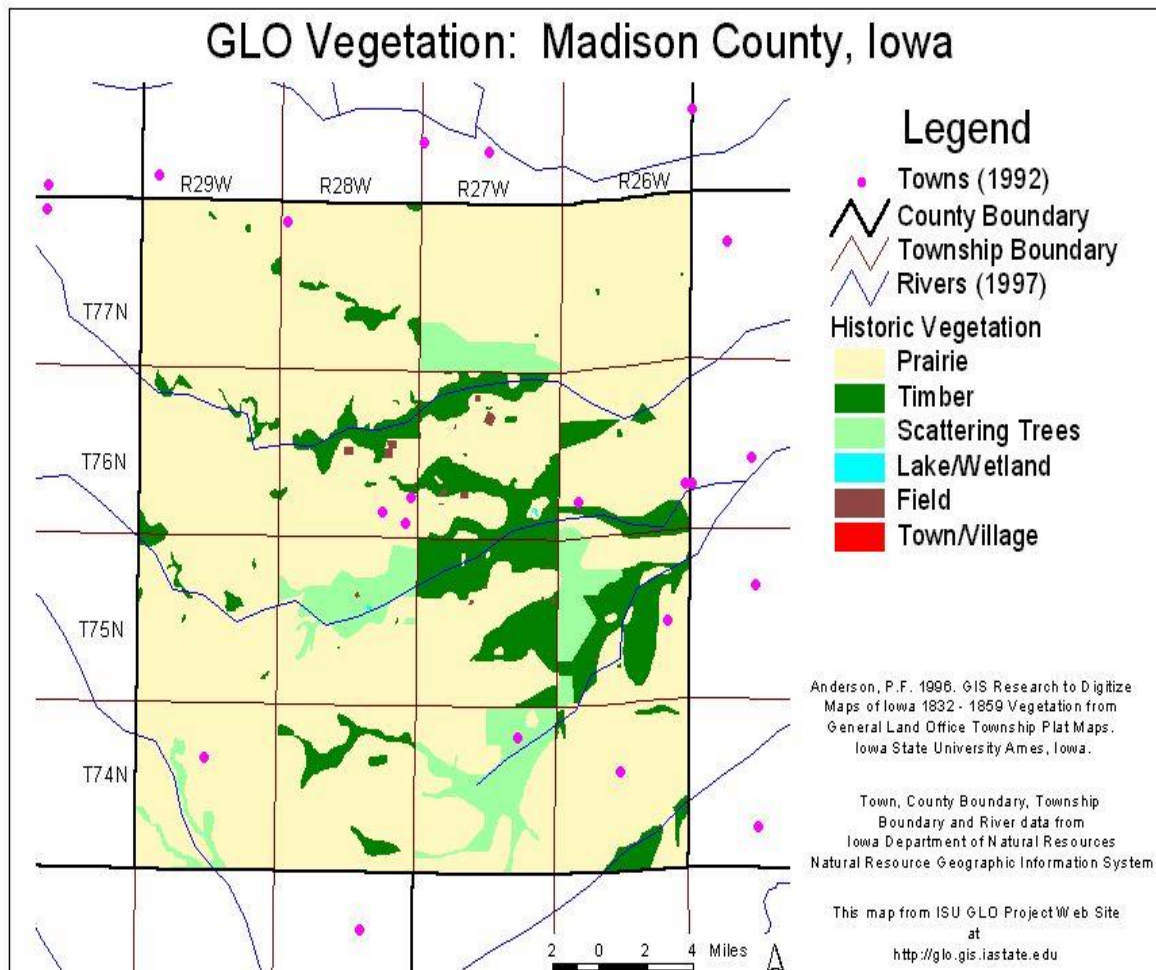 GLO Vegetation: Madison County, Iowa
R29W
R28W
R27W
R26W
T77N
T76N
T75N
T74N
Legend
Towns (1992)
County Boundary
Township Boundary
Rivers (1997)
Historic Vegetation
Prairie
Timber
Scattering Trees
Lake/Wetland
Field
Town/Village
Anderson, P.F. 1996. GIS Research to Digitize
Maps of Iowa 1832 - 1859 Vegetation from
General Land Office Township Plat Maps.
Iowa State University Ames, Iowa.
Town, County Boundary, Township
Boundary and River data from
Iowa Department of Natural Resources
Natural Resource Geographic Information System
This map from ISU GLO Project Web Site
at
http://glo.gis.iastate.edu
2 0 2 4 Miles